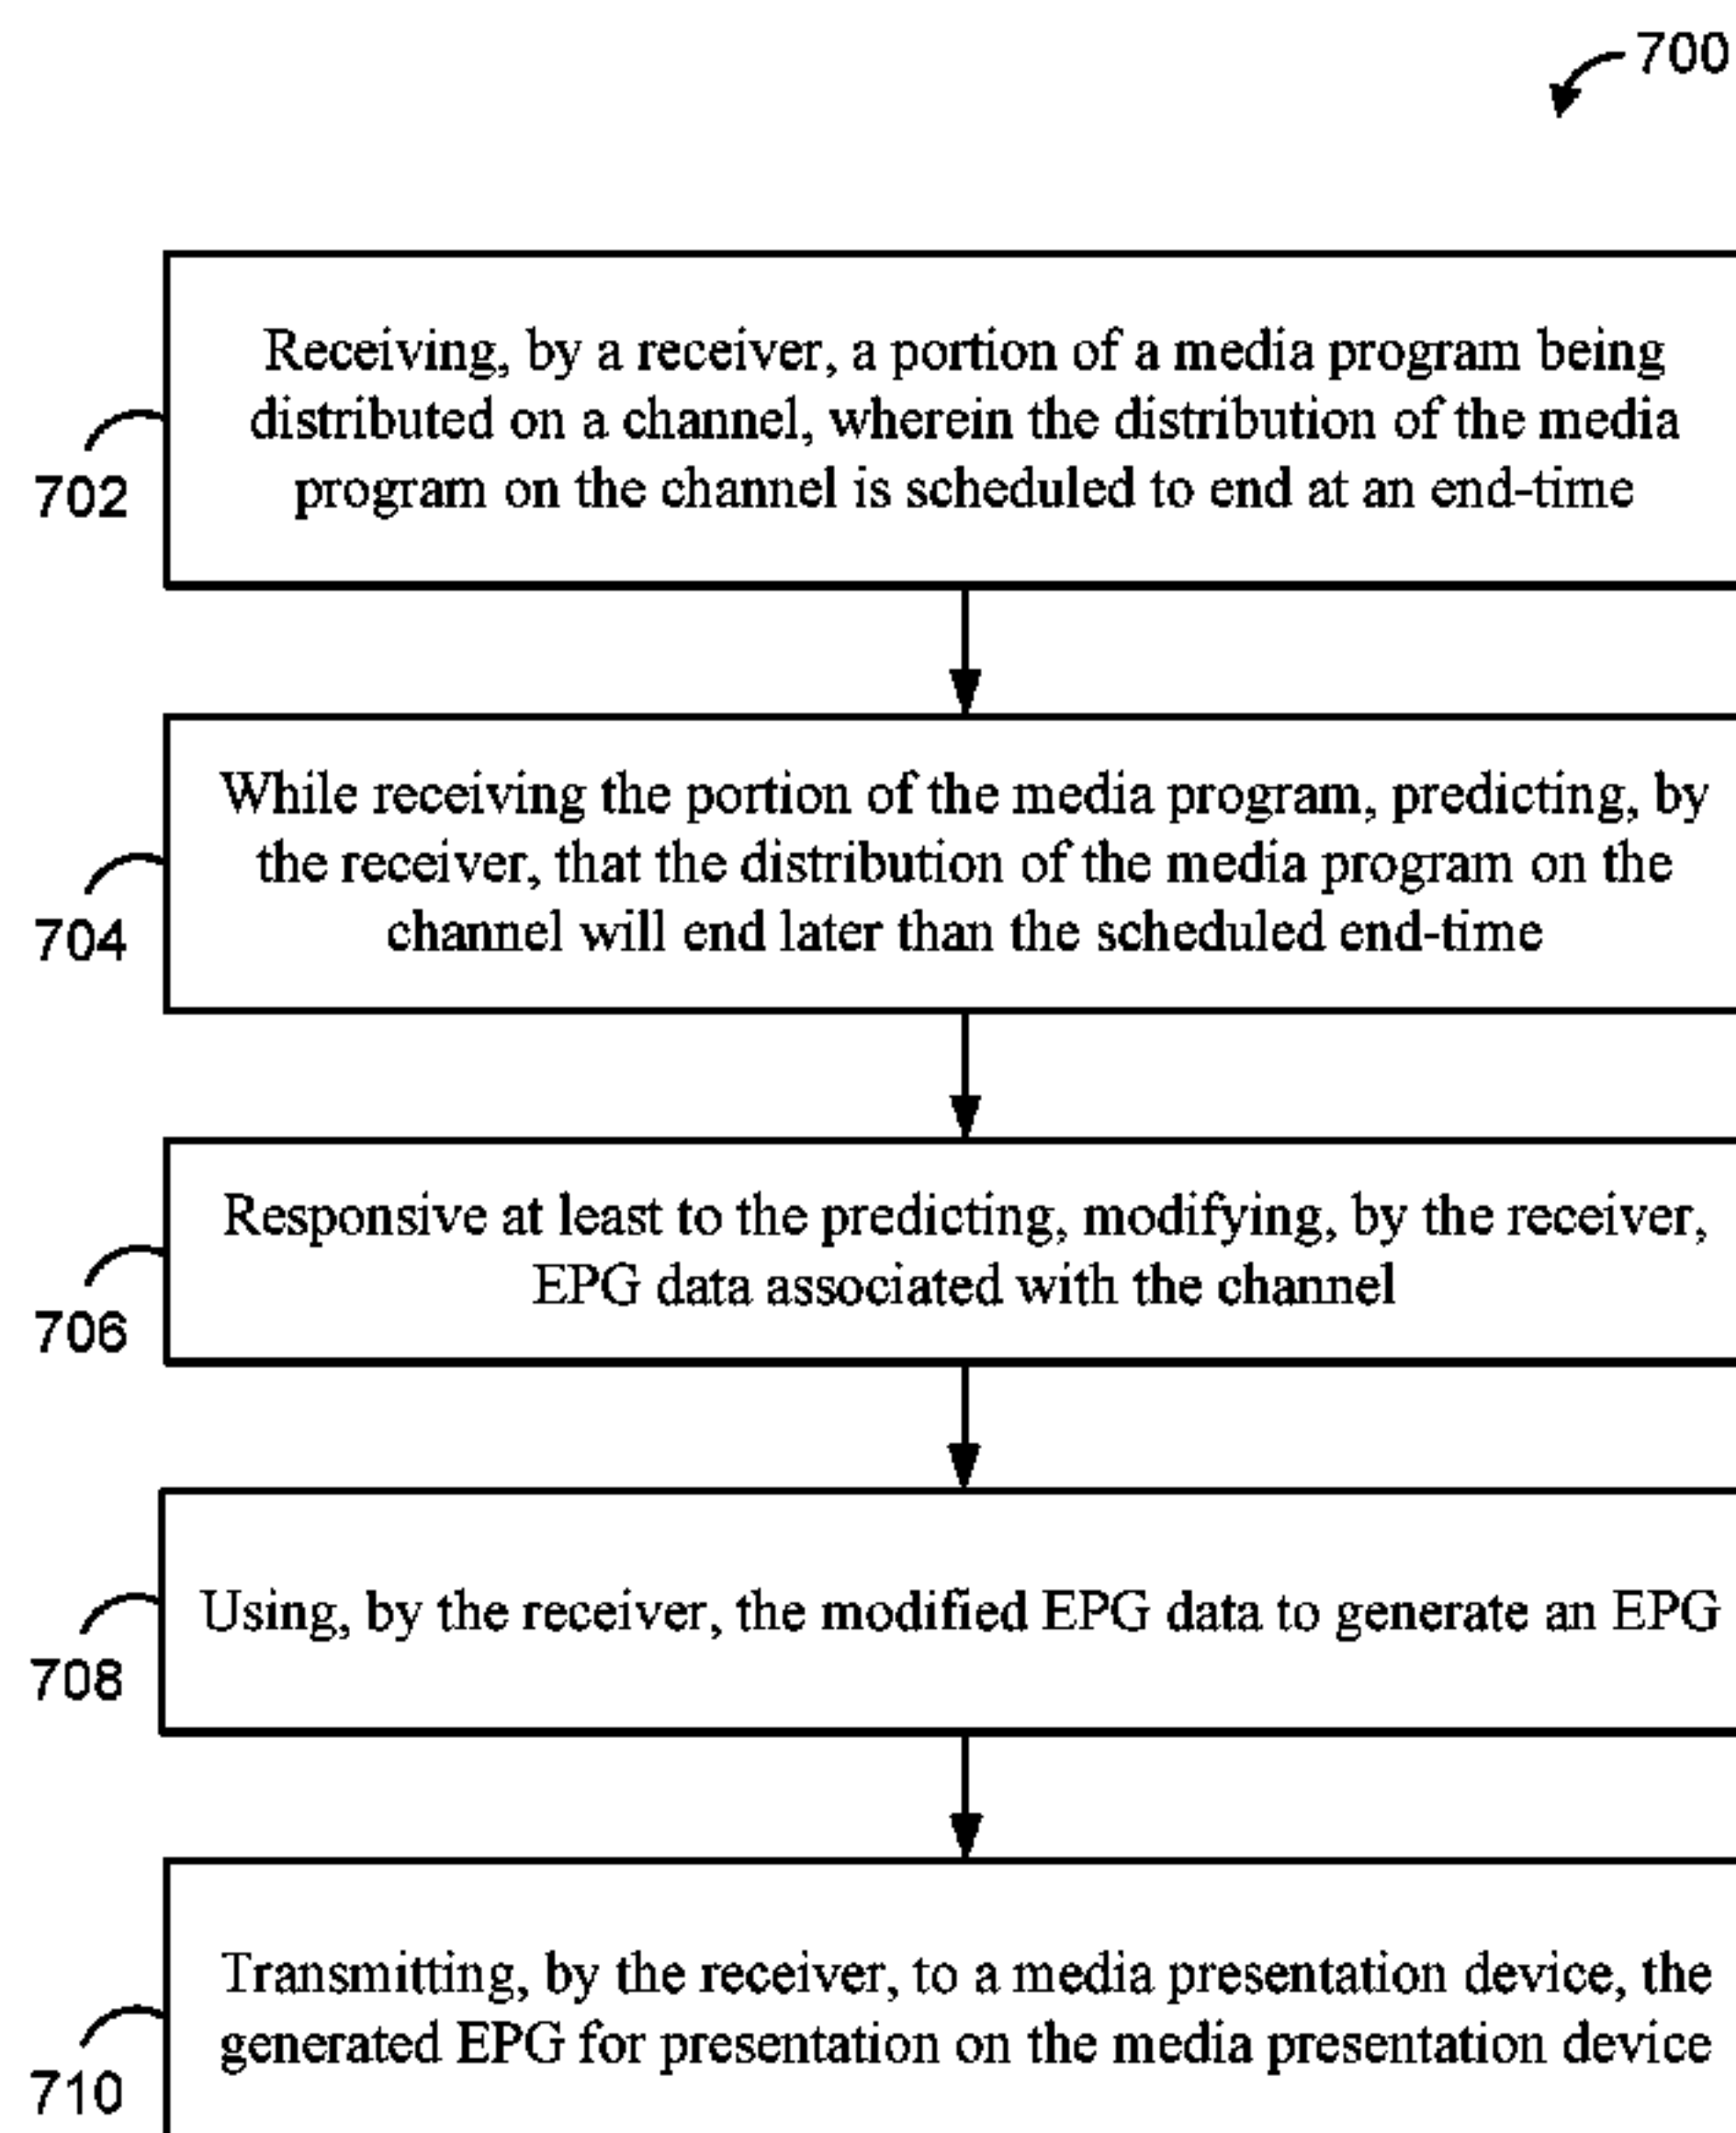 700
Receiving, by a receiver, a portion of a media program being
distributed on a channel, wherein the distribution of the media
program on the channel is scheduled to end at an end-time
702
While receiving the portion of the media program, predicting, by
the receiver, that the distribution of the media program on the
channel will end later than the scheduled end-time
704
Responsive at least to the predicting, modifying, by the receiver,
EPG data associated with the channel
706
Using, by the receiver, the modified EPG data to generate an EPG
708
Transmitting, by the receiver, to a media presentation device, the
generated EPG for presentation on the media presentation device
710